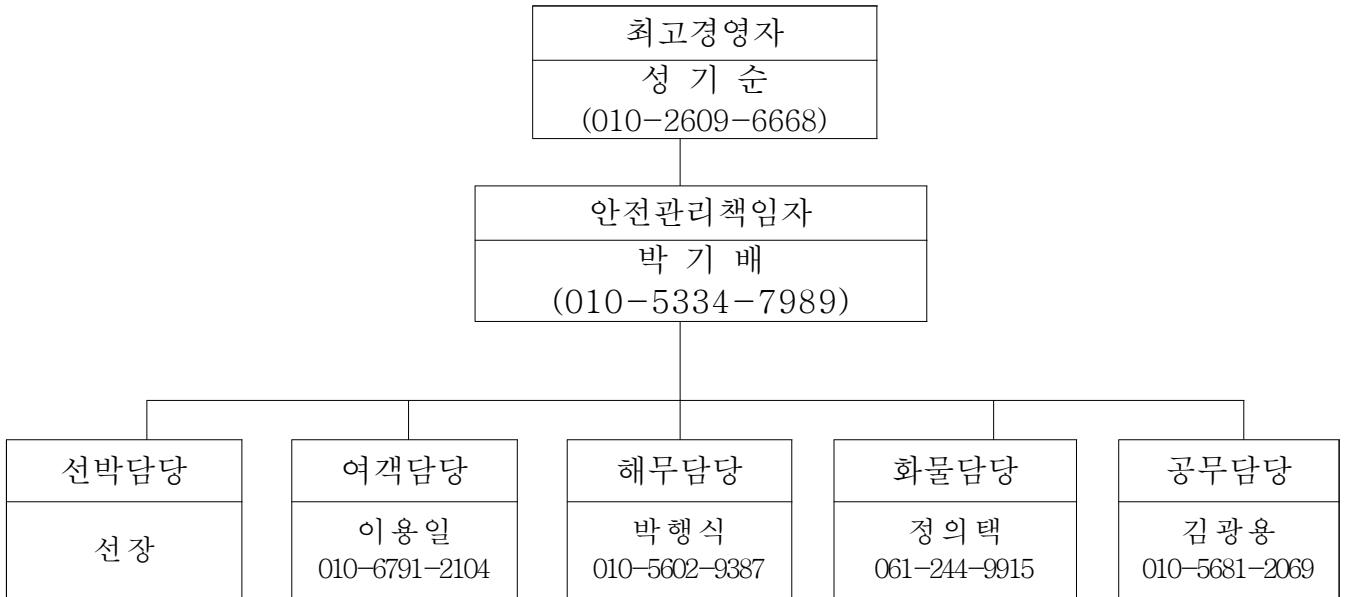 최고경영자
성 기 순
(010-2609-6668)
안전관리책임자
박 기 배
(010-5334-7989)
선박담당
선장
여객담당
이용일
010-6791-2104
해무담당
박행식
010-5602-9387
화물담당
정의택
061-244-9915
공무담당
김광용
010-5681-2069